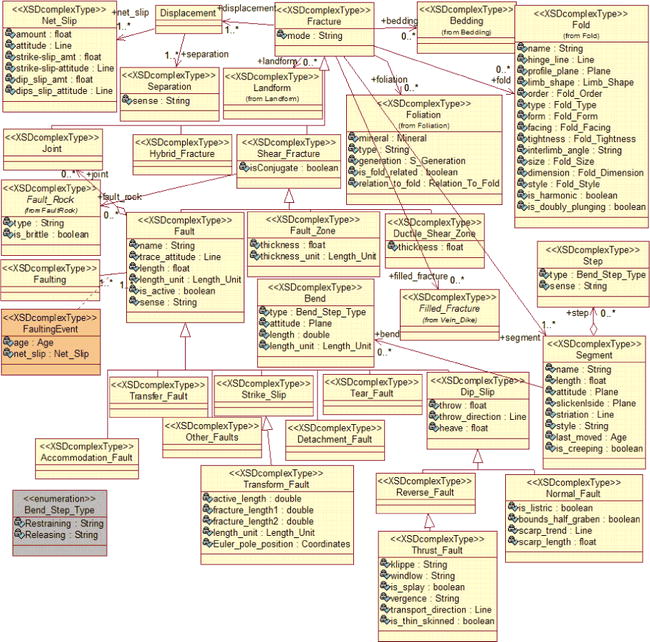 <<XSDcomplexType>>
Net_Slip
amount : float
attitude : Line
strike-slip_amt : float
strike-slip-attitude : Line
dip_slip_amt : float
dips_slip_attitude : Line
+net_slip
1..*
Displacement
+displacement
1..*
+separation
1..*
<<XSDcomplexType>>
Separation
sense : String
<<XSDcomplexType>>
Fracture
mode : String
+bedding
0..*
<<XSDcomplexType>>
Bedding
(from Bedding)
<<XSDcomplexType>>
Fold
(from Fold)
name : String
hinge_line : Line
profile_plane : Plane
limb_shape : Limb_Shape
order : Fold_Order
type : Fold_Type
form : Fold_Form
facing : Fold_Facing
tightness : Fold_Tightness
interlimb_angle : String
size : Fold_Size
dimension : Fold_Dimension
style : Fold_Style
is_harmonic : boolean
is_doubly_plunging : boolean
0..*
+fold
+landform
0..*
<<XSDcomplexType>>
Landform
(from Landform)
+foliation
0..*
<<XSDcomplexType>>
Foliation
(from Foliation)
mineral : Mineral
type : String
generation : S_Generation
is_fold_related : boolean
relation_to_fold : Relation_To_Fold
<<XSDcomplexType>>
Joint
0..*
+joint
<<XSDcomplexType>>
Hybrid_Fracture
<<XSDcomplexType>>
Shear_Fracture
isConjugate : boolean
<<XSDcomplexType>>
Fault_Rock
(from FaultRock)
type : String
is_brittle : boolean
+fault_rock
0..*
<<XSDcomplexType>>
Fault
name : String
trace_attitude : Line
length : float
length_unit : Length_Unit
is_active : boolean
sense : String
<<XSDcomplexType>>
Fault_Zone
thickness : float
thickness_unit : Length_Unit
<<XSDcomplexType>>
Ductile_Shear_Zone
thickness : float
<<XSDcomplexType>>
Step
type : Bend_Step_Type
sense : String
<<XSDcomplexType>>
Faulting
1..*
FaultingEvent
age : Age
net_slip : Net_Slip
<<XSDcomplexType>>
Bend
type : Bend_Step_Type
attitude : Plane
length : double
length_unit : Length_Unit
+bend
0..*
+filled_fracture
0..*
<<XSDcomplexType>>
Filled_Fracture
(from Vein_Dike)
+segment
1..*
+step
0..*
<<XSDcomplexType>>
Segment
name : String
length : float
attitude : Plane
slickenside : Plane
striation : Line
style : String
last_moved : Age
is_creeping : boolean
<<XSDcomplexType>>
Transfer_Fault
<<XSDcomplexType>>
Strike_Slip
<<XSDcomplexType>>
Tear_Fault
<<XSDcomplexType>>
Dip_Slip
throw : float
throw_direction : Line
heave : float
<<XSDcomplexType>>
Accommodation_Fault
<<XSDcomplexType>>
Other_Faults
<<XSDcomplexType>>
Detachment_Fault
<<XSDcomplexType>>
Transform_Fault
active_length : double
fracture_length1 : double
fracture_length2 : double
length_unit : Length_Unit
Euler_pole_position : Coordinates
<<XSDcomplexType>>
Reverse_Fault
<<XSDcomplexType>>
Normal_Fault
is_listric : boolean
bounds_half_graben : boolean
scarp_trend : Line
scarp_length : float
<<enumeration>>
Bend_Step_Type
Restraining : String
Releasing : String
<<XSDcomplexType>>
Thrust_Fault
klippe : String
window : String
is_splay : boolean
vergence : String
transport_direction : Line
is_thin_skinned : boolean